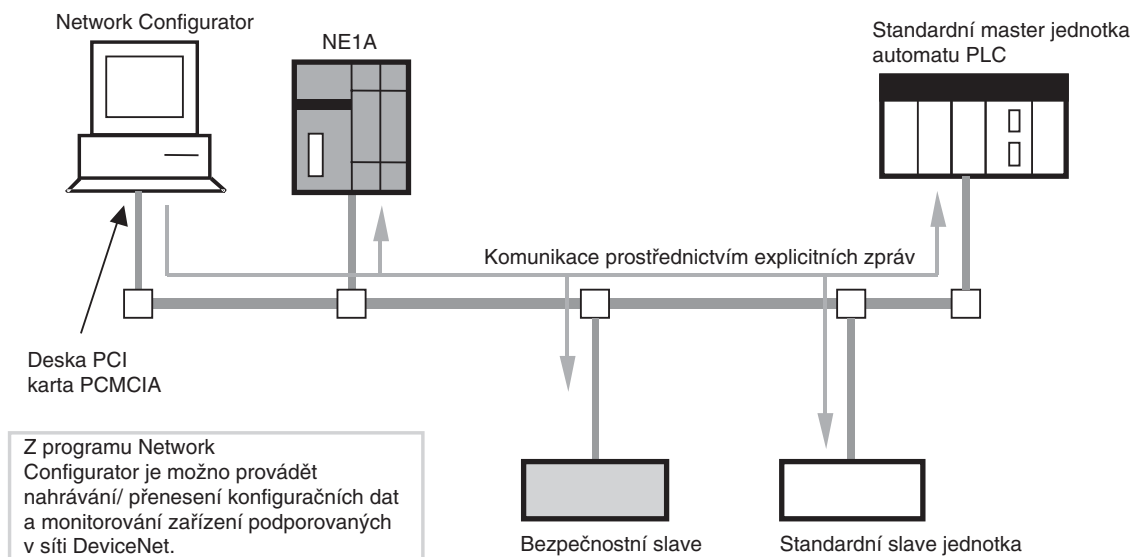 Network Configurator
NE1A
Standardní master jednotka
automatu PLC
Komunikace prostřednictvím explicitních zpráv
Deska PCI
karta PCMCIA
Z programu Network
Configurator je možno provádět
nahrávání/ přenesení konfiguračních dat
a monitorování zařízení podporovaných
v síti DeviceNet.
Bezpečnostní slave
Standardní slave jednotka